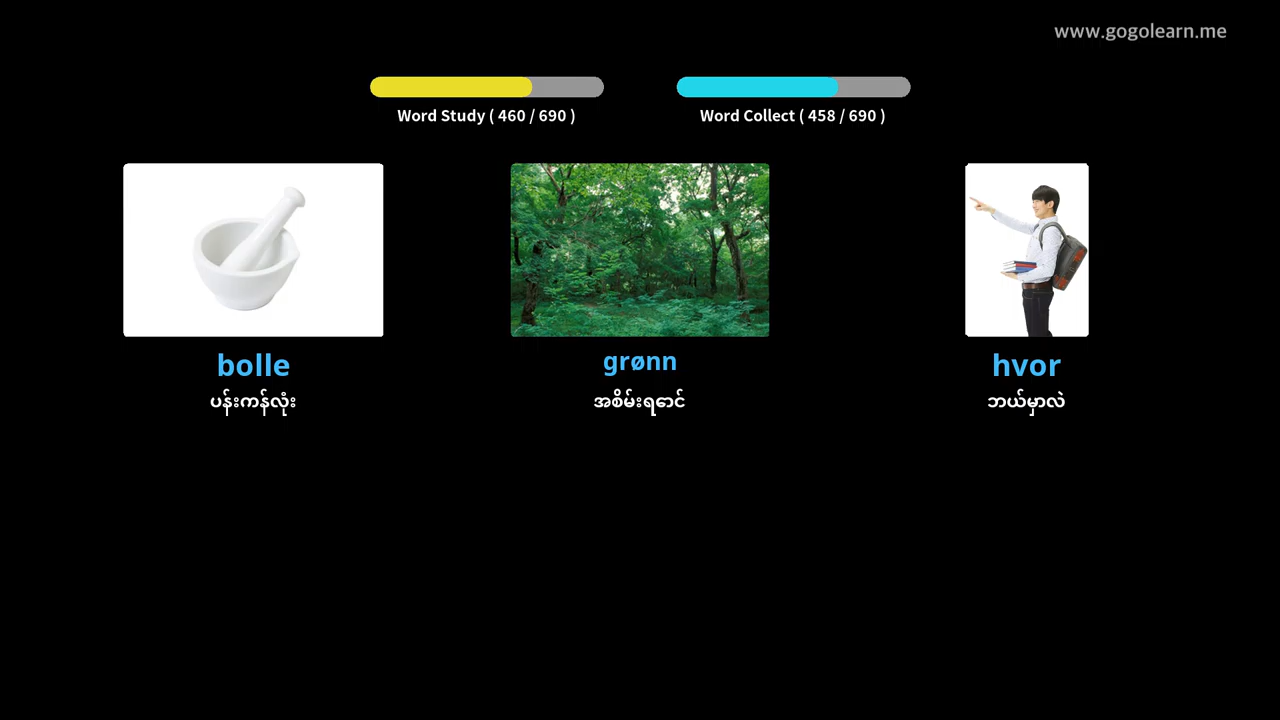 www.gogolearn.me
Word Study ( 460 / 690 )
Word Collect ( 458 / 690 )
bolle
ပန်းကန်လုံး
grønn
အစိမ်းရောင်
hvor
ဘယ်မှာလဲ